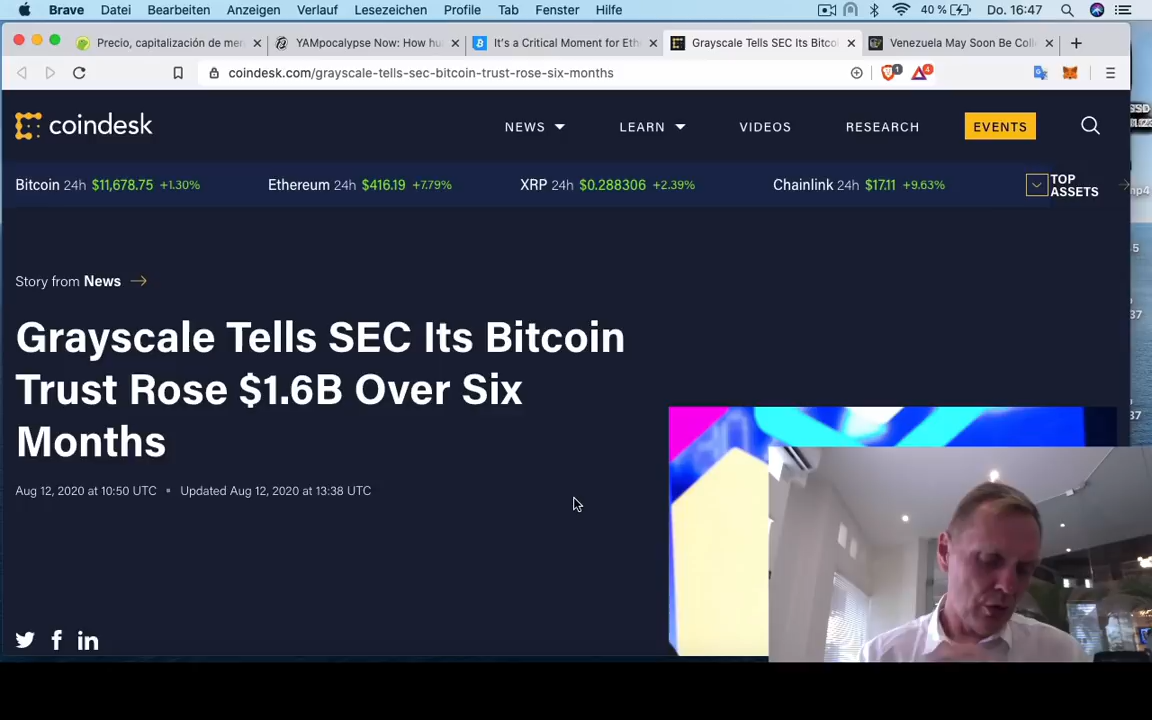 Brave Datei Bearbeiten Anzeigen Verlauf Lesezeichen Profile Tab Fenster Hilfe 40 % Do. 16:47
Precio, capitalización de mer YAMpocalypse Now: How hu It's a Critical Moment for Eth Grayscale Tells SEC Its Bitcoi Venezuela May Soon Be Coll
coindesk.com/grayscale-tells-sec-bitcoin-trust-rose-six-months 1 4
coindesk NEWS LEARN VIDEOS RESEARCH EVENTS
Bitcoin 24h $11,678.75 +1.30% Ethereum 24h $416.19 +7.79% XRP 24h $0.288306 +2.39% Chainlink 24h $17.11 +9.63% TOP
ASSETS
Story from News
Grayscale Tells SEC Its Bitcoin
Trust Rose $1.6B Over Six
Months
Aug 12, 2020 at 10:50 UTC Updated Aug 12, 2020 at 13:38 UTC